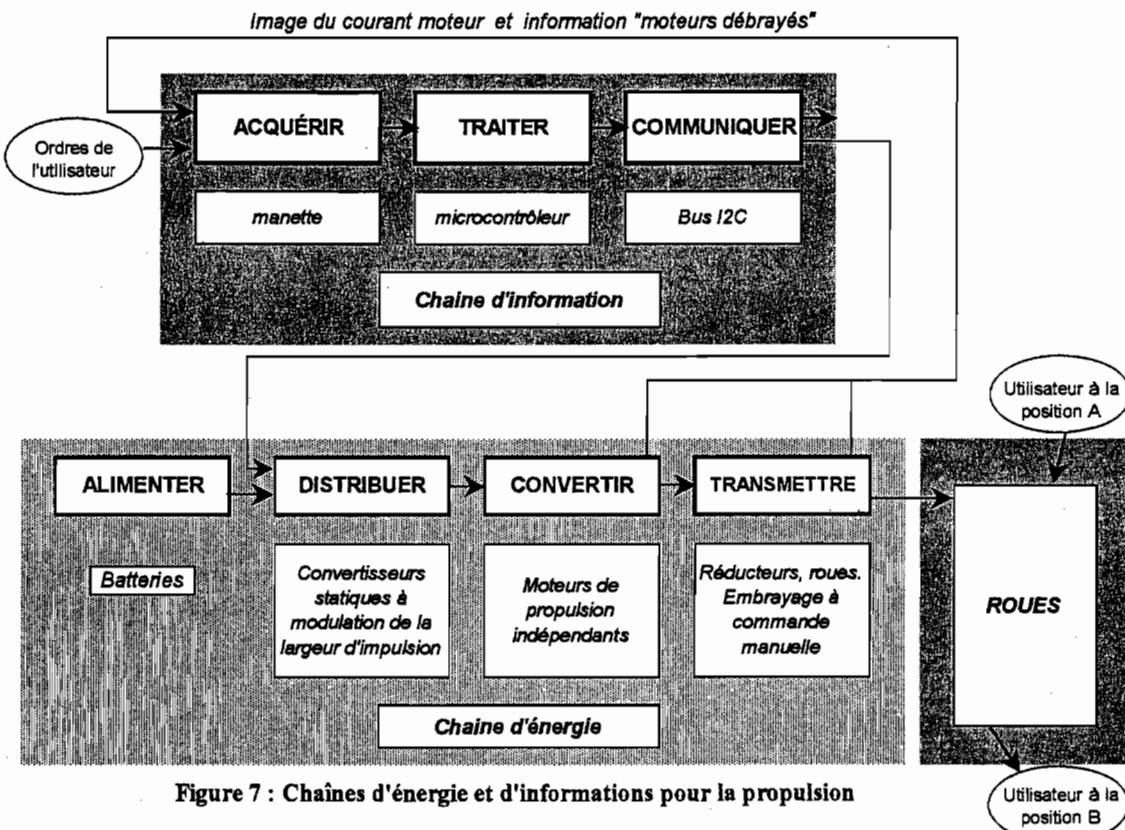 Image du courant moteur et information "moteurs débrayés"
Ordres de
l'utilisateur
ACQUÉRIR
TRAITER
COMMUNIQUER
manette
microcontrôleur
Bus I2C
Chaine d'information
Utilisateur à la
position A
ALIMENTER
DISTRIBUER
CONVERTIR
TRANSMETTRE
Batteries
Convertisseurs
statiques à
modulation de la
largeur d'impulsion
Moteurs de
propulsion
indépendants
Réducteurs, roues.
Embrayage à
commande
manuelle
ROUES
Chaine d'énergie
Figure 7 : Chaînes d'énergie et d'informations pour la propulsion
Utilisateur à la
position B